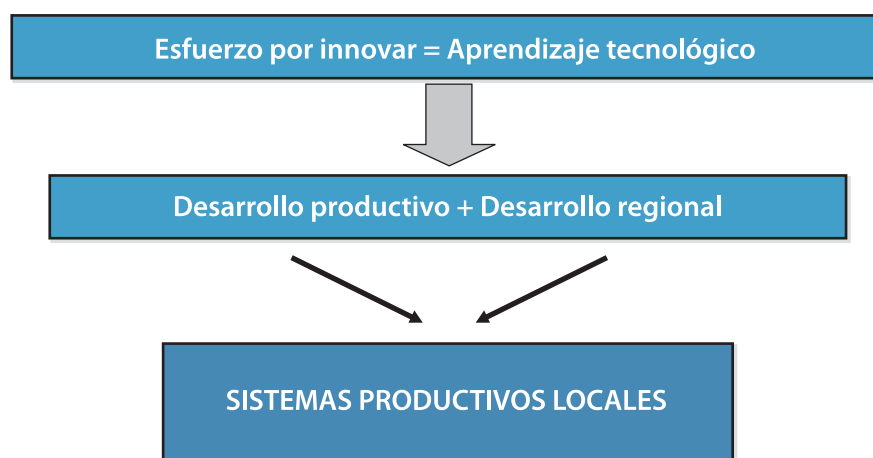 Esfuerzo por innovar = Aprendizaje tecnológico
Desarrollo productivo + Desarrollo regional
SISTEMAS PRODUCTIVOS LOCALES